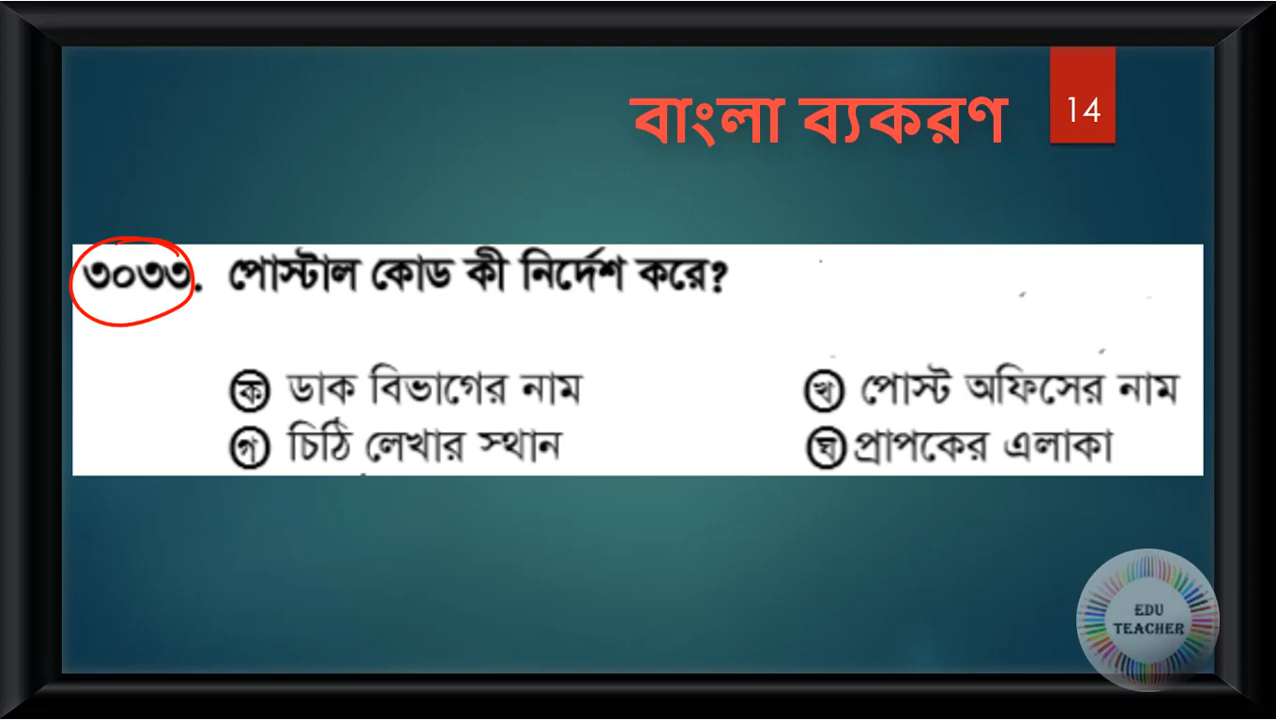 বাংলা ব্যকরণ
14
৩০৩৩. পোস্টাল কোড কী নির্দেশ করে?
ক ডাক বিভাগের নাম
খ পোস্ট অফিসের নাম
গ চিঠি লেখার স্থান
ঘ প্রাপকের এলাকা
EDU
TEACHER